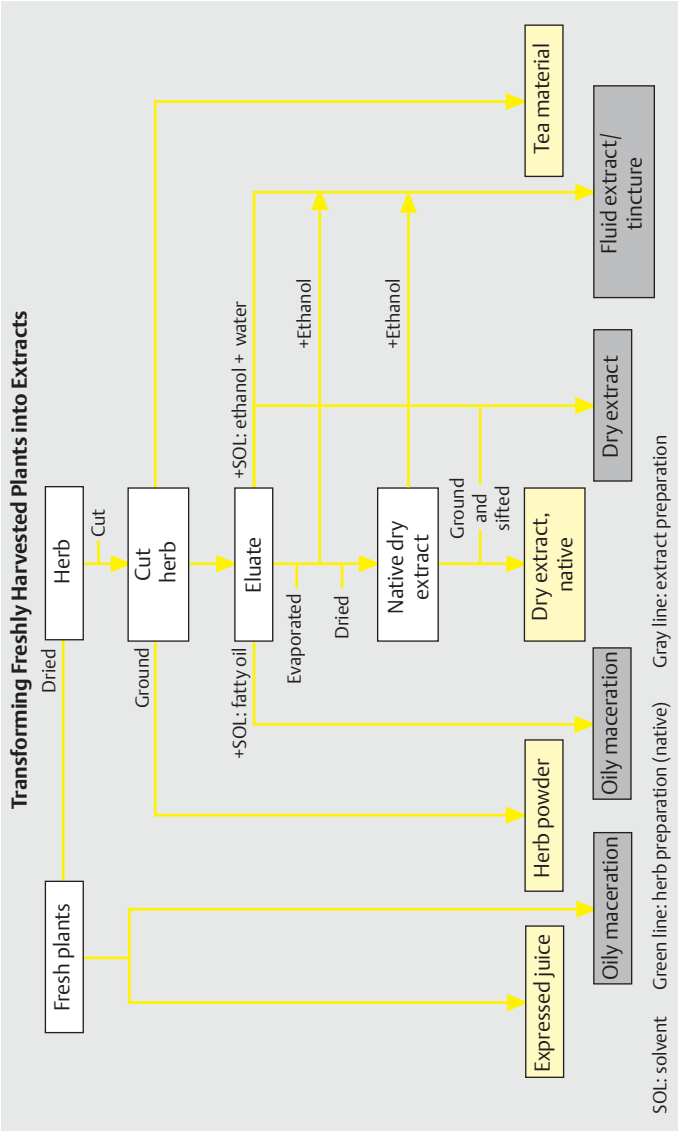 Transforming Freshly Harvested Plants into Extracts
Fresh plants
Dried
Herb
Cut
Ground
Cut
herb
+SOL: fatty oil
Eluate
+SOL: ethanol + water
Evaporated
Dried
+Ethanol
Native dry
extract
+Ethanol
Ground
and
sifted
Expressed juice
Herb powder
Dry extract,
native
Tea material
Oily maceration
Oily maceration
Dry extract
Fluid extract/
tincture
SOL: solvent
Green line: herb preparation (native)
Gray line: extract preparation